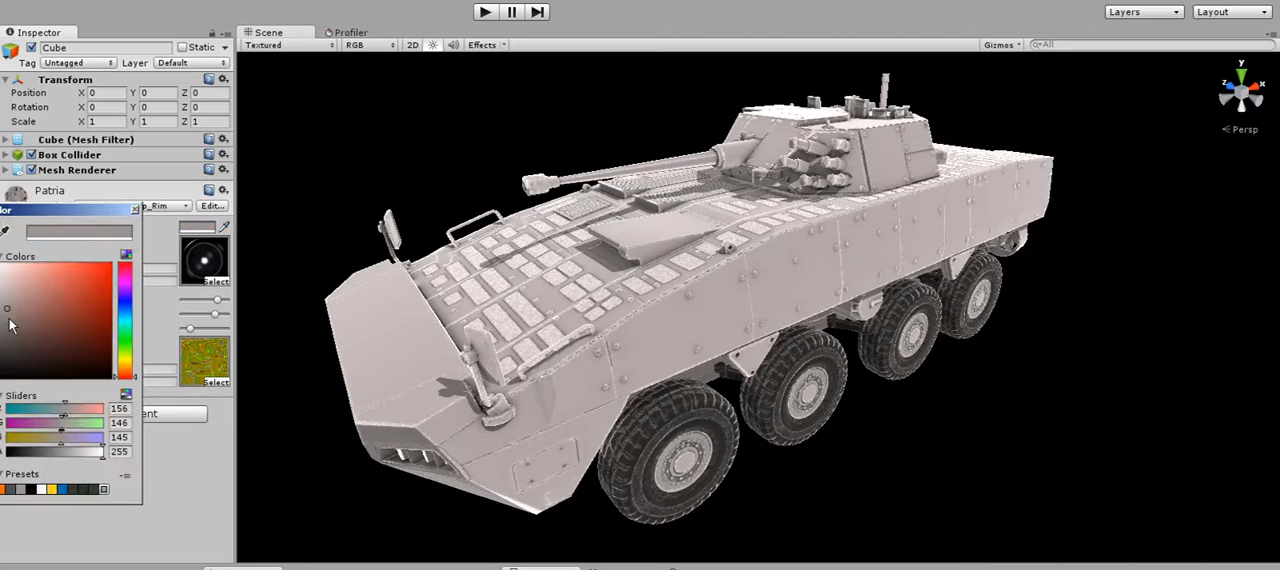 Layers Layout
Inspector Scene Profiler
Cube Static Textured RGB 2D Effects Gizmos All
Tag Untagged Layer Default
Transform
Position X 0 Y 0 Z 0
Rotation X 0 Y 0 Z 0
Scale X 1 Y 1 Z 1
Cube (Mesh Filter)
Box Collider
Mesh Renderer
Patria
p_Rim Edit...
Colors
Select
Sliders
156
146
145
255
Presets
Select
y
z x
Persp